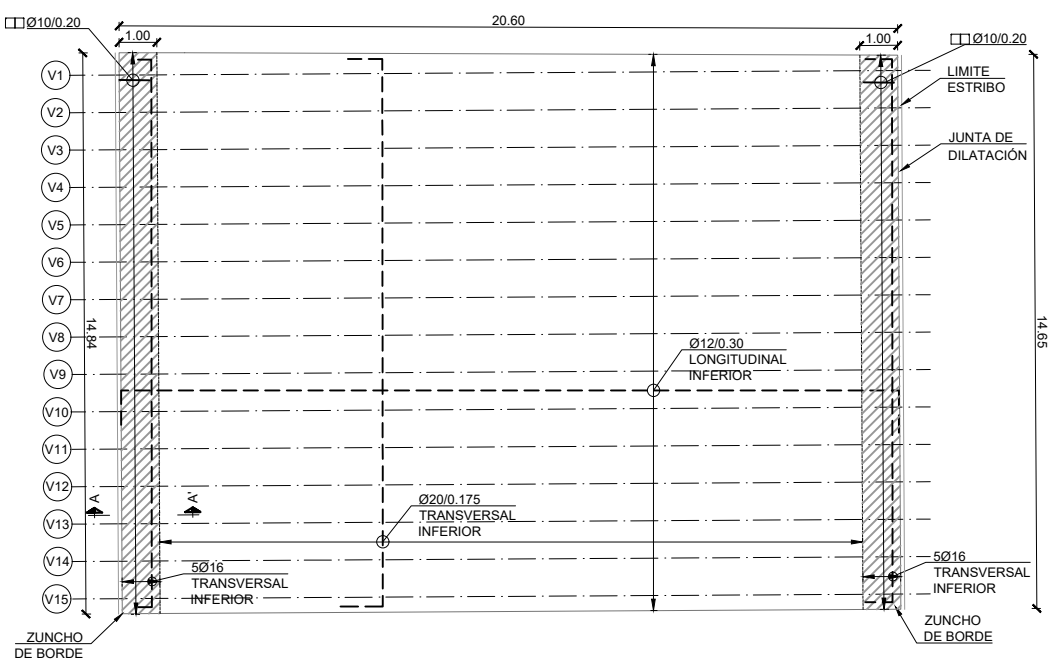 20.60
Ø10/0.20
1.00
1.00
Ø10/0.20
V1
V2
V3
V4
V5
V6
V7
V8
V9
V10
V11
V12
V13
V14
V15
LIMITE
ESTRIBO
JUNTA DE
DILATACIÓN
14.84
14.65
Ø12/0.30
LONGITUDINAL
INFERIOR
A
A'
Ø20/0.175
TRANSVERSAL
INFERIOR
5Ø16
TRANSVERSAL
INFERIOR
5Ø16
TRANSVERSAL
INFERIOR
ZUNCHO
DE BORDE
ZUNCHO
DE BORDE